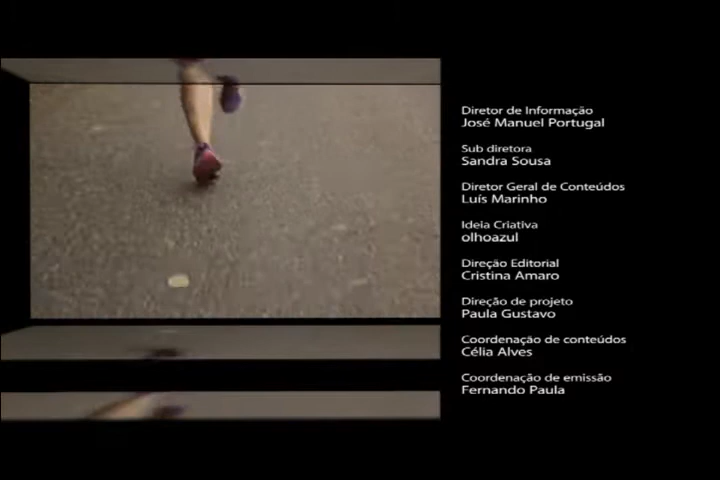 Diretor de Informação
José Manuel Portugal
Sub diretora
Sandra Sousa
Diretor Geral de Conteúdos
Luís Marinho
Ideia Criativa
olhoazul
Direção Editorial
Cristina Amaro
Direção de projeto
Paula Gustavo
Coordenação de conteúdos
Célia Alves
Coordenação de emissão
Fernando Paula